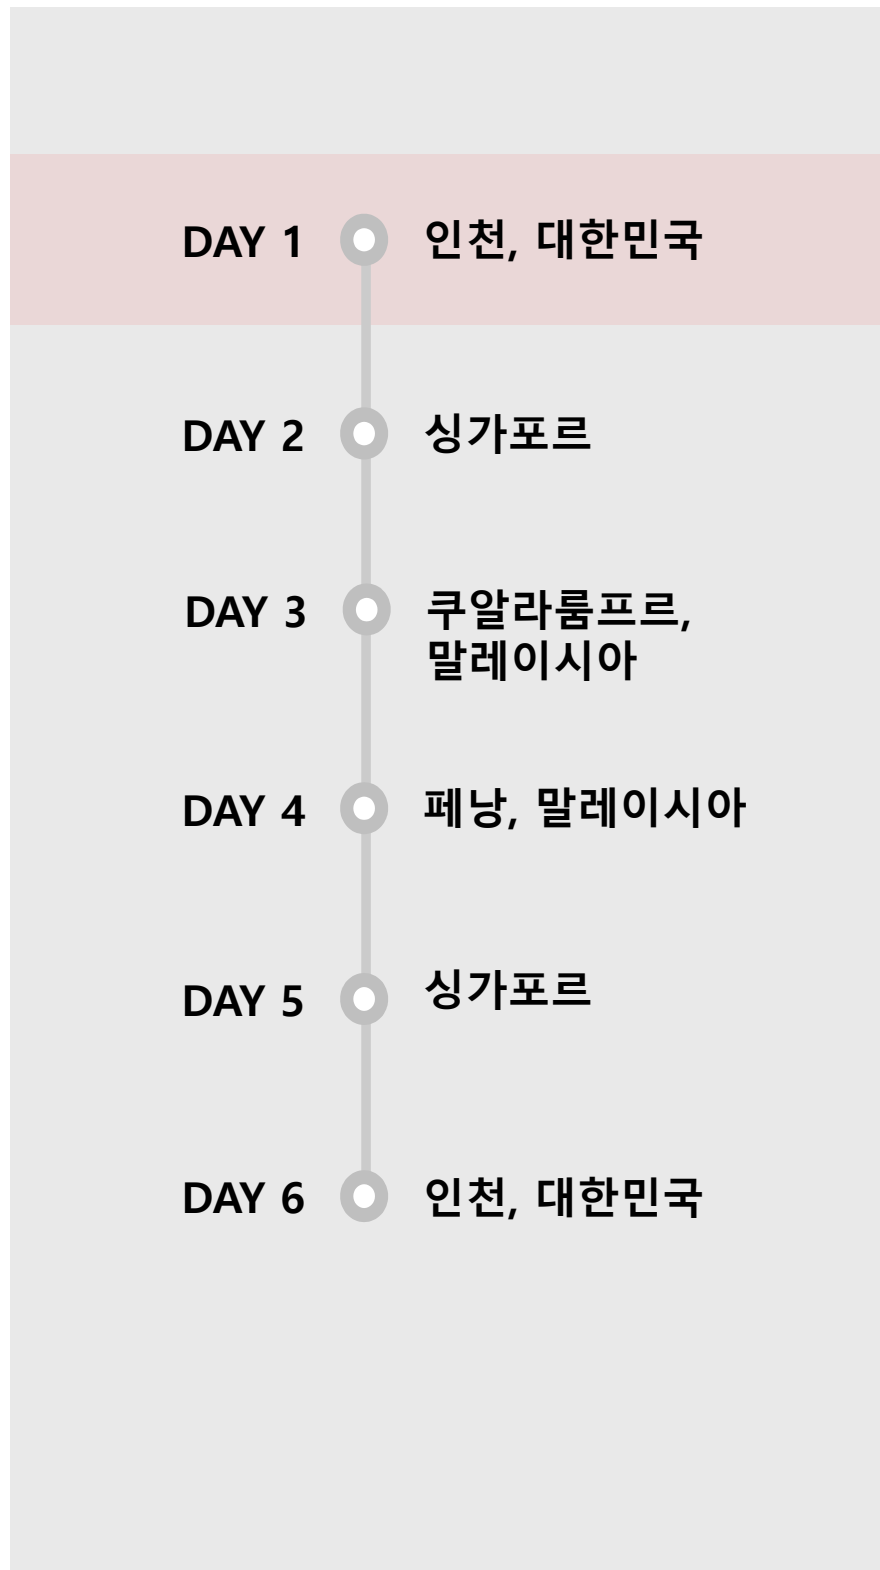 DAY 1 인천, 대한민국
DAY 2 싱가포르
DAY 3 쿠알라룸프르,
말레이시아
DAY 4 페낭, 말레이시아
DAY 5 싱가포르
DAY 6 인천, 대한민국